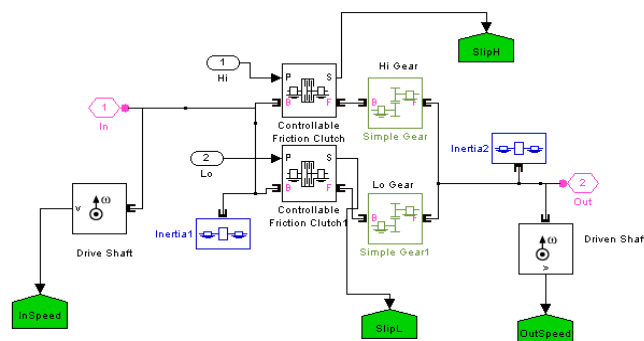 SlipH
1
Hi
P
S
B
F
Controllable
Friction Clutch
Hi Gear
B
F
Simple Gear
1
In
2
Lo
P
S
B
F
Controllable
Friction Clutch1
Inertia2
Lo Gear
B
F
Simple Gear1
2
Out
ω
V
Drive Shaft
Inertia1
ω
A
Driven Shaf
InSpeed
SlipL
OutSpeed